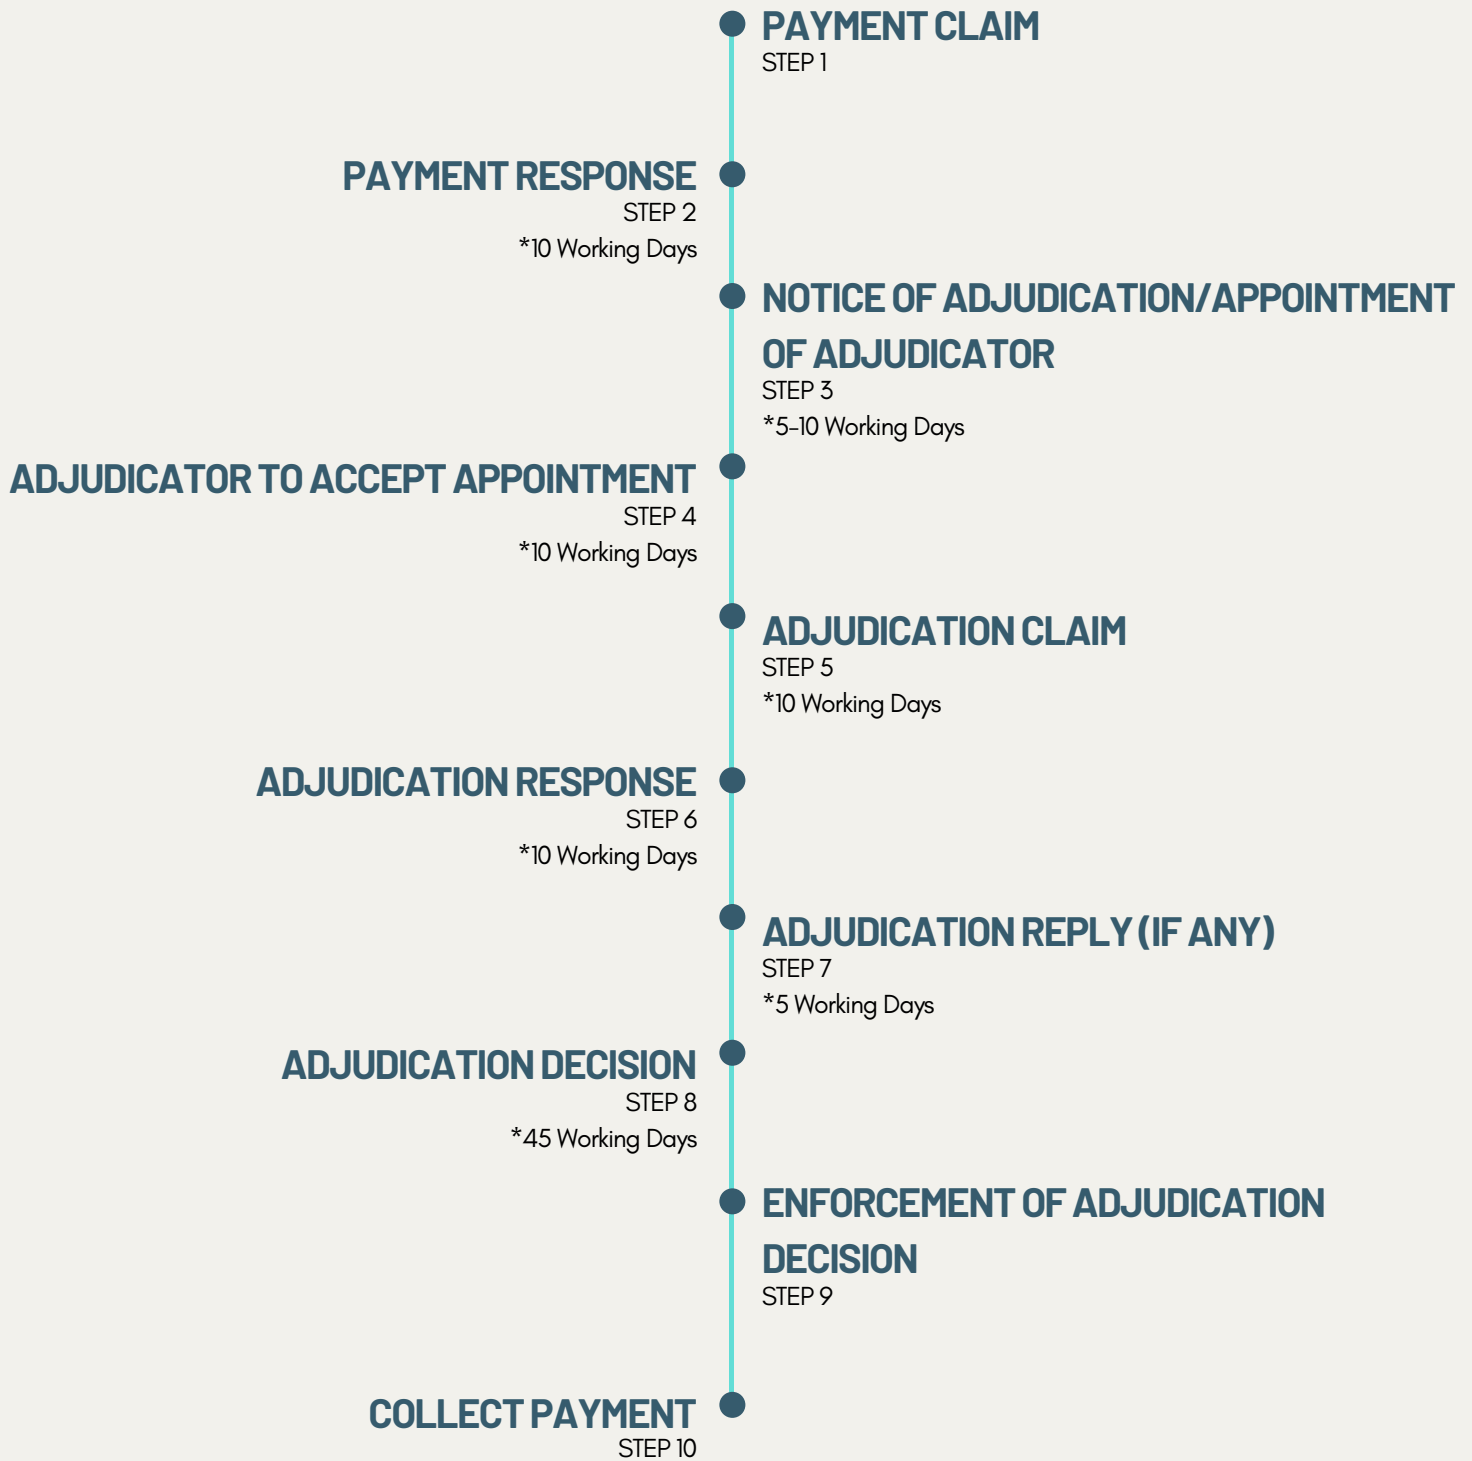 PAYMENT CLAIM
STEP 1
PAYMENT RESPONSE
STEP 2
*10 Working Days
NOTICE OF ADJUDICATION/APPOINTMENT
OF ADJUDICATOR
STEP 3
*5-10 Working Days
ADJUDICATOR TO ACCEPT APPOINTMENT
STEP 4
*10 Working Days
ADJUDICATION CLAIM
STEP 5
*10 Working Days
ADJUDICATION RESPONSE
STEP 6
*10 Working Days
ADJUDICATION REPLY (IF ANY)
STEP 7
*5 Working Days
ADJUDICATION DECISION
STEP 8
*45 Working Days
ENFORCEMENT OF ADJUDICATION
DECISION
STEP 9
COLLECT PAYMENT
STEP 10